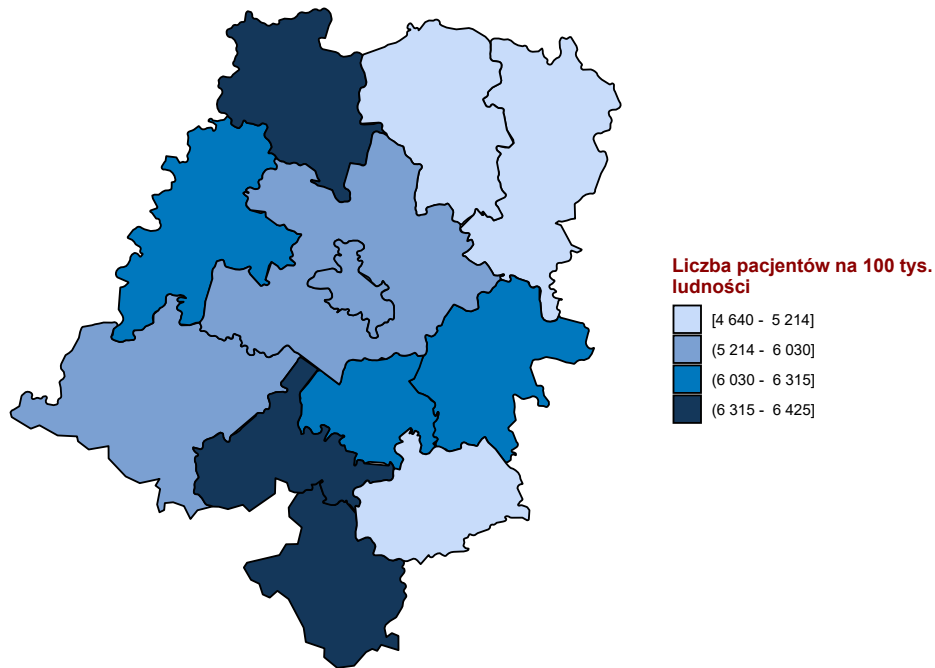 Liczba pacjentów na 100 tys.
ludności
[4 640 - 5 214]
(5 214 - 6 030]
(6 030 - 6 315]
(6 315 - 6 425]